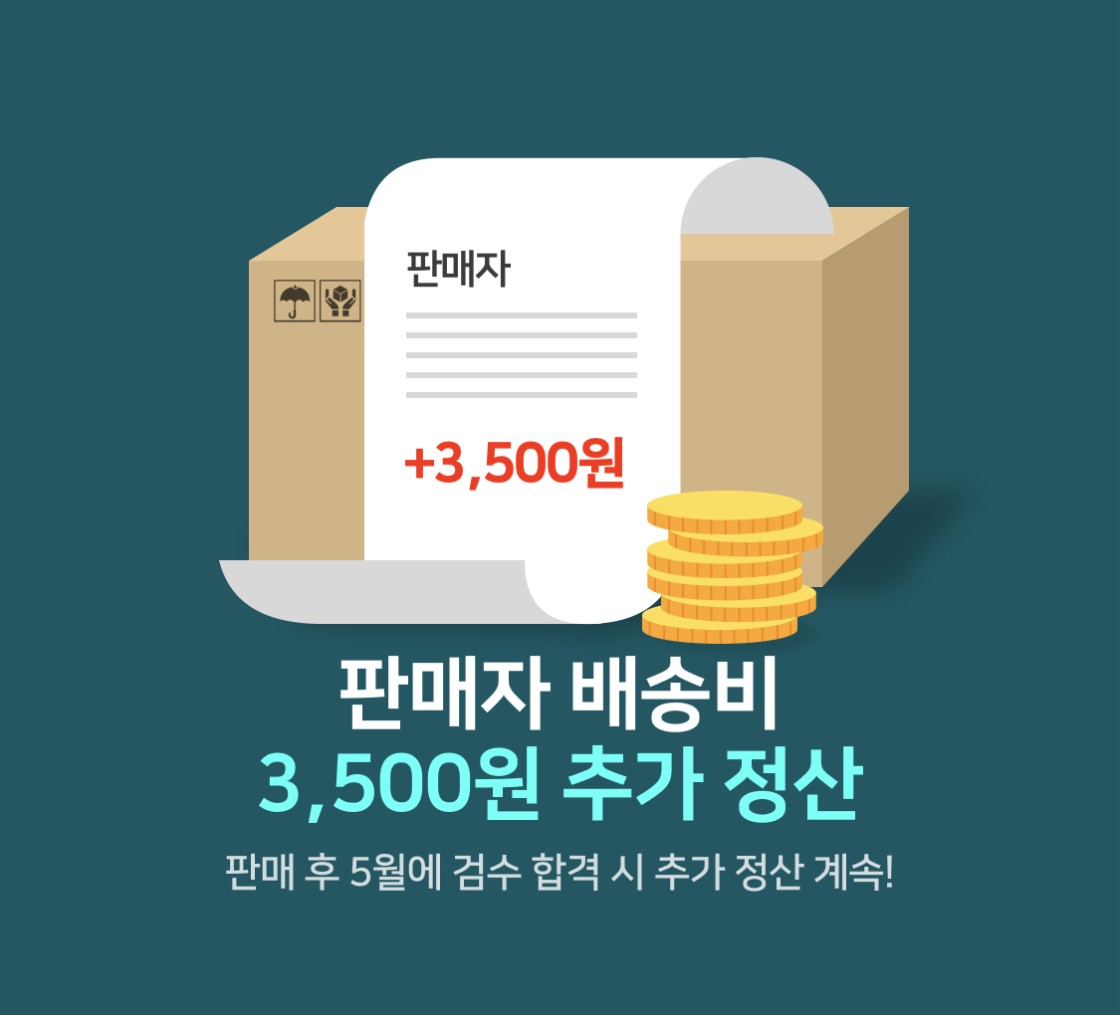 판매자
+3,500원
판매자 배송비
3,500원 추가 정산
판매 후 5월에 검수 합격 시 추가 정산 계속!